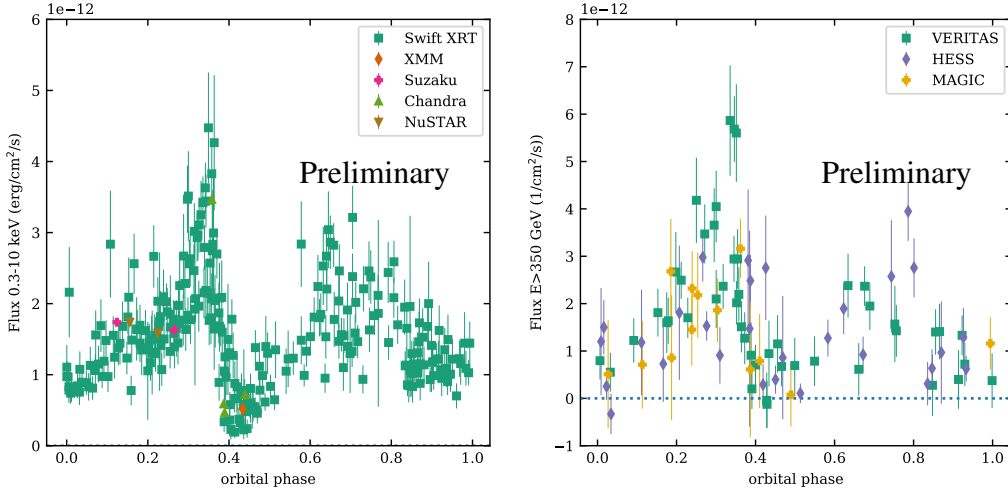 1e−12
6
5
4
3
2
1
0
0.0 0.2 0.4 0.6 0.8 1.0
orbital phase
Flux 0.3-10 keV (erg/cm²/s)
Swift XRT
XMM
Suzaku
Chandra
NuSTAR
Preliminary
1e−12
8
7
6
5
4
3
2
1
0
−1
0.0 0.2 0.4 0.6 0.8 1.0
orbital phase
Flux E>350 GeV (1/cm²/s))
VERITAS
HESS
MAGIC
Preliminary